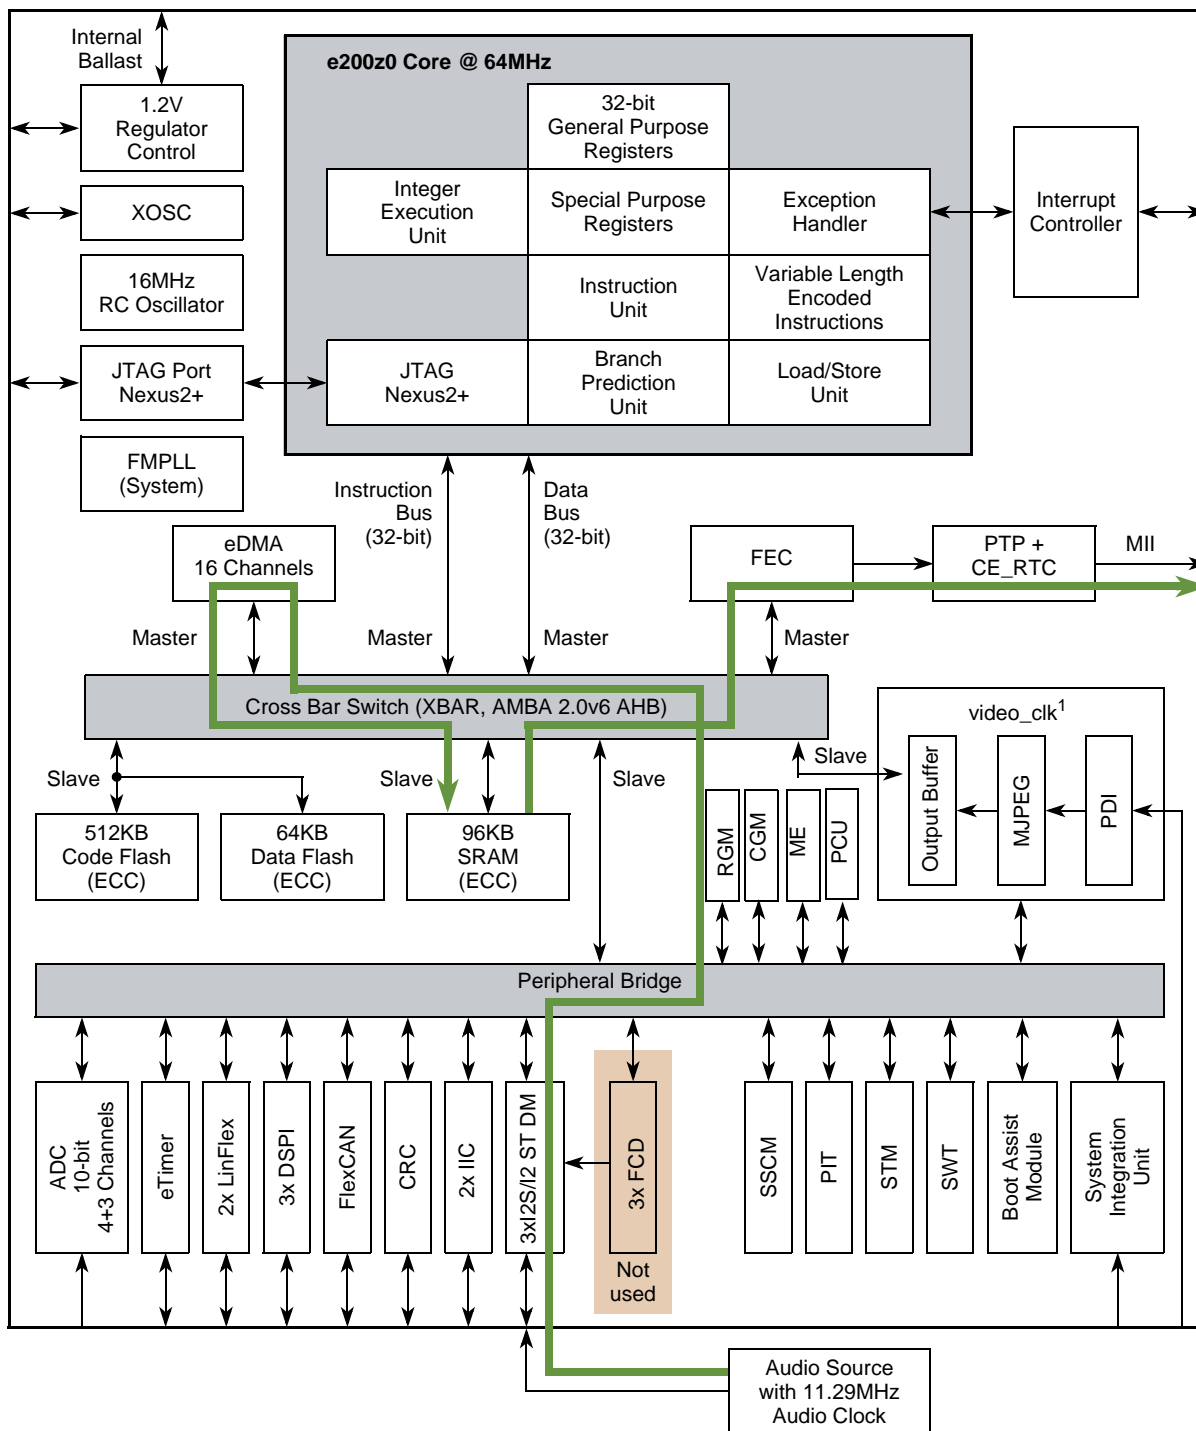 Internal
Ballast
e200z0 Core @ 64MHz
1.2V
Regulator
Control
32-bit
General Purpose
Registers
Integer
Execution
Unit
Special Purpose
Registers
Exception
Handler
Interrupt
Controller
XOSC
16MHz
RC Oscillator
Instruction
Unit
Variable Length
Encoded
Instructions
JTAG Port
Nexus2+
JTAG
Nexus2+
Branch
Prediction
Unit
Load/Store
Unit
FMPLL
(System)
Instruction
Bus
(32-bit)
Data
Bus
(32-bit)
eDMA
16 Channels
FEC
PTP +
CE_RTC
MII
Master
Master
Master
Master
Cross Bar Switch (XBAR, AMBA 2.0v6 AHB)
video_clk1
Slave
Slave
Slave
Slave
Output Buffer
MJPEG
PDI
512KB
Code Flash
(ECC)
64KB
Data Flash
(ECC)
96KB
SRAM
(ECC)
RGM
CGM
ME
PCU
Peripheral Bridge
ADC
10-bit
4+3 Channels
eTimer
2x LinFlex
3x DSPI
FlexCAN
CRC
2x IIC
3xI2S/I2 ST DM
3x FCD
Not
used
SSCM
PIT
STM
SWT
Boot Assist
Module
System
Integration
Unit
Audio Source
with 11.29MHz
Audio Clock